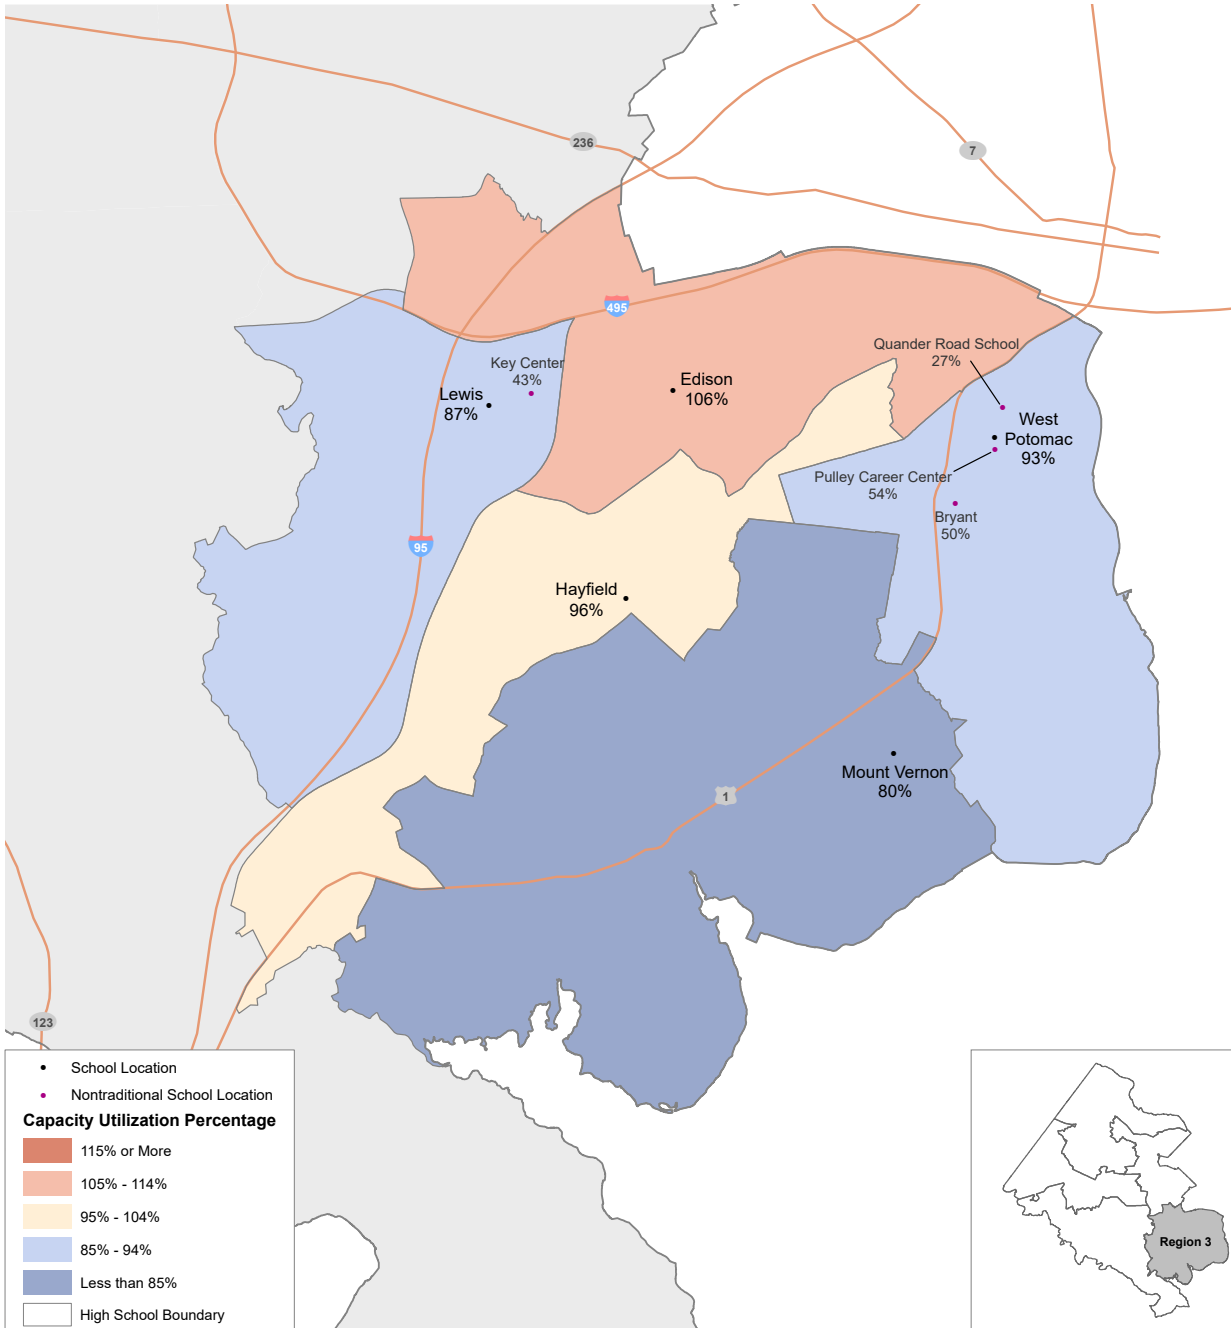 236
7
495
Quander Road School
27%
Key Center
43%
Edison
106%
Lewis
87%
West
Potomac
93%
Pulley Career Center
54%
Bryant
50%
95
Hayfield
96%
Mount Vernon
80%
1
123
School Location
Nontraditional School Location
Capacity Utilization Percentage
115% or More
105% - 114%
95% - 104%
85% - 94%
Less than 85%
High School Boundary
Region 3